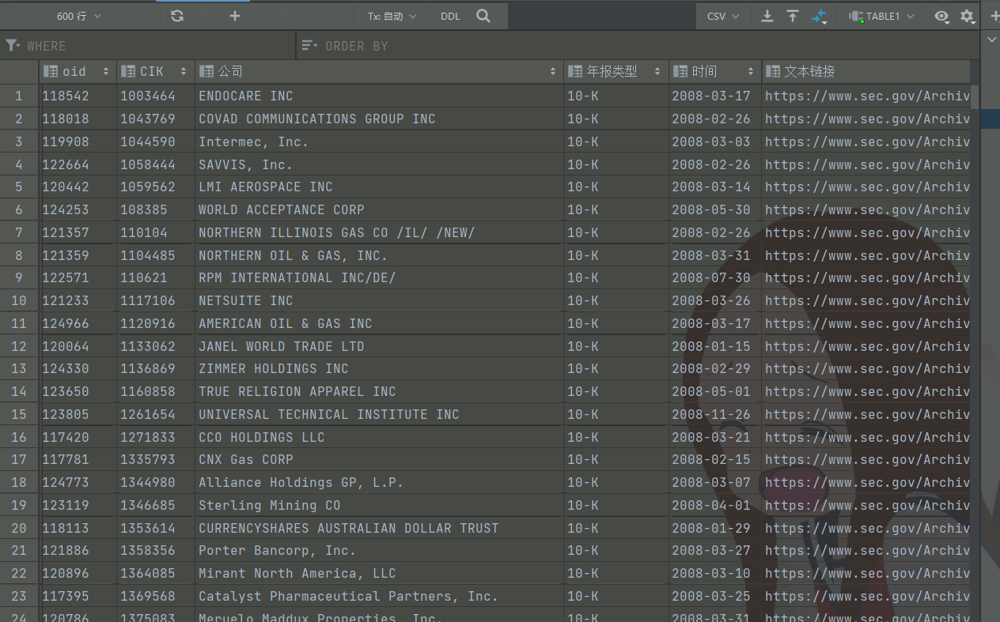 600 行 Tx: 自动 DDL CSV TABLE1
WHERE ORDER BY
oid CIK 公司 年报类型 时间 文本链接
1 118542 1003464 ENDOCARE INC 10-K 2008-03-17 https://www.sec.gov/Archiv
2 118018 1043769 COVAD COMMUNICATIONS GROUP INC 10-K 2008-02-26 https://www.sec.gov/Archiv
3 119908 1044590 Intermec, Inc. 10-K 2008-03-03 https://www.sec.gov/Archiv
4 122664 1058444 SAVVIS, Inc. 10-K 2008-02-26 https://www.sec.gov/Archiv
5 120442 1059562 LMI AEROSPACE INC 10-K 2008-03-14 https://www.sec.gov/Archiv
6 124253 108385 WORLD ACCEPTANCE CORP 10-K 2008-05-30 https://www.sec.gov/Archiv
7 121357 110104 NORTHERN ILLINOIS GAS CO /IL/ /NEW/ 10-K 2008-02-26 https://www.sec.gov/Archiv
8 121359 1104485 NORTHERN OIL & GAS, INC. 10-K 2008-03-31 https://www.sec.gov/Archiv
9 122571 110621 RPM INTERNATIONAL INC/DE/ 10-K 2008-07-30 https://www.sec.gov/Archiv
10 121233 1117106 NETSUITE INC 10-K 2008-03-26 https://www.sec.gov/Archiv
11 124966 1120916 AMERICAN OIL & GAS INC 10-K 2008-03-17 https://www.sec.gov/Archiv
12 120064 1133062 JANEL WORLD TRADE LTD 10-K 2008-01-15 https://www.sec.gov/Archiv
13 124330 1136869 ZIMMER HOLDINGS INC 10-K 2008-02-29 https://www.sec.gov/Archiv
14 123650 1160858 TRUE RELIGION APPAREL INC 10-K 2008-05-01 https://www.sec.gov/Archiv
15 123805 1261654 UNIVERSAL TECHNICAL INSTITUTE INC 10-K 2008-11-26 https://www.sec.gov/Archiv
16 117420 1271833 CCO HOLDINGS LLC 10-K 2008-03-21 https://www.sec.gov/Archiv
17 117781 1335793 CNX Gas CORP 10-K 2008-02-15 https://www.sec.gov/Archiv
18 124773 1344980 Alliance Holdings GP, L.P. 10-K 2008-03-07 https://www.sec.gov/Archiv
19 123119 1346685 Sterling Mining CO 10-K 2008-04-01 https://www.sec.gov/Archiv
20 118113 1353614 CURRENCYSHARES AUSTRALIAN DOLLAR TRUST 10-K 2008-01-29 https://www.sec.gov/Archiv
21 121886 1358356 Porter Bancorp, Inc. 10-K 2008-03-27 https://www.sec.gov/Archiv
22 120896 1364085 Mirant North America, LLC 10-K 2008-03-10 https://www.sec.gov/Archiv
23 117395 1369568 Catalyst Pharmaceutical Partners, Inc. 10-K 2008-03-25 https://www.sec.gov/Archiv
24 120786 1375083 Meruelo Maddux Properties, Inc. 10-K 2008-03-31 https://www.sec.gov/Archiv